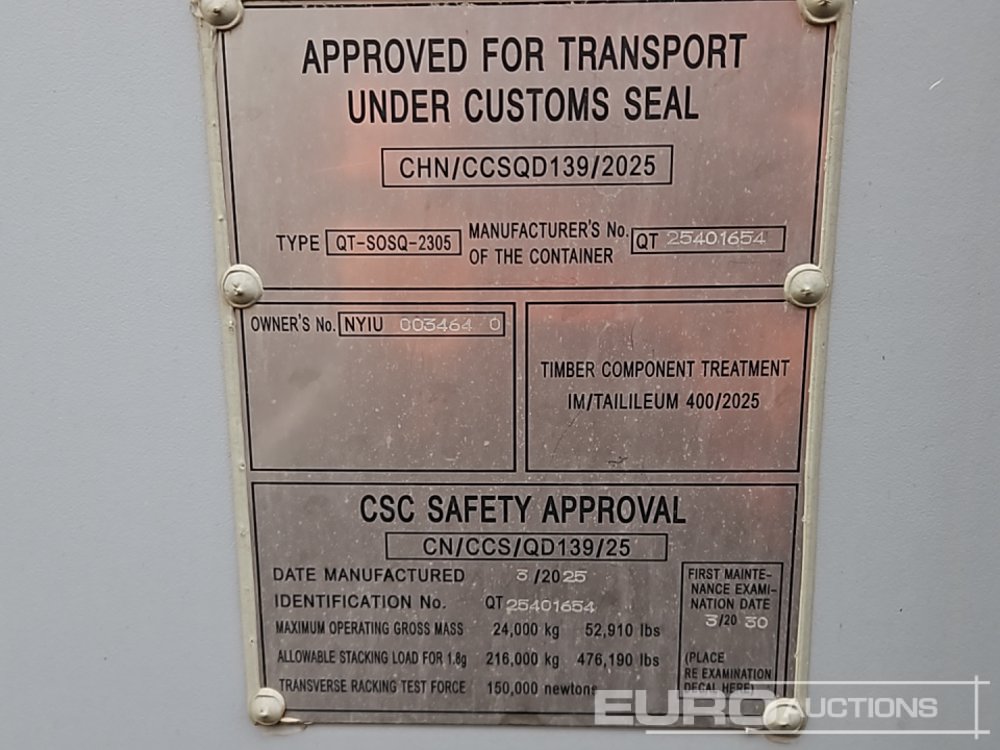 APPROVED FOR TRANSPORT
UNDER CUSTOMS SEAL
CHN/CCSQD139/2025
TYPE QT-SOSQ-2305 MANUFACTURER'S No. OF THE CONTAINER QT 25401654
OWNER'S No. NYIU 003464 0
TIMBER COMPONENT TREATMENT
IM/TAILILEUM 400/2025
CSC SAFETY APPROVAL
CN/CCS/QD139/25
DATE MANUFACTURED 3/2025
IDENTIFICATION No. QT 25401654
MAXIMUM OPERATING GROSS MASS 24,000 kg 52,910 lbs
ALLOWABLE STACKING LOAD FOR 1.8g 216,000 kg 476,190 lbs
TRANSVERSE RACKING TEST FORCE 150,000 newtons
FIRST MAINTE-
NANCE EXAMI-
NATION DATE
3/20 30
(PLACE
RE EXAMINATION
DECAL HERE)
EURO AUCTIONS